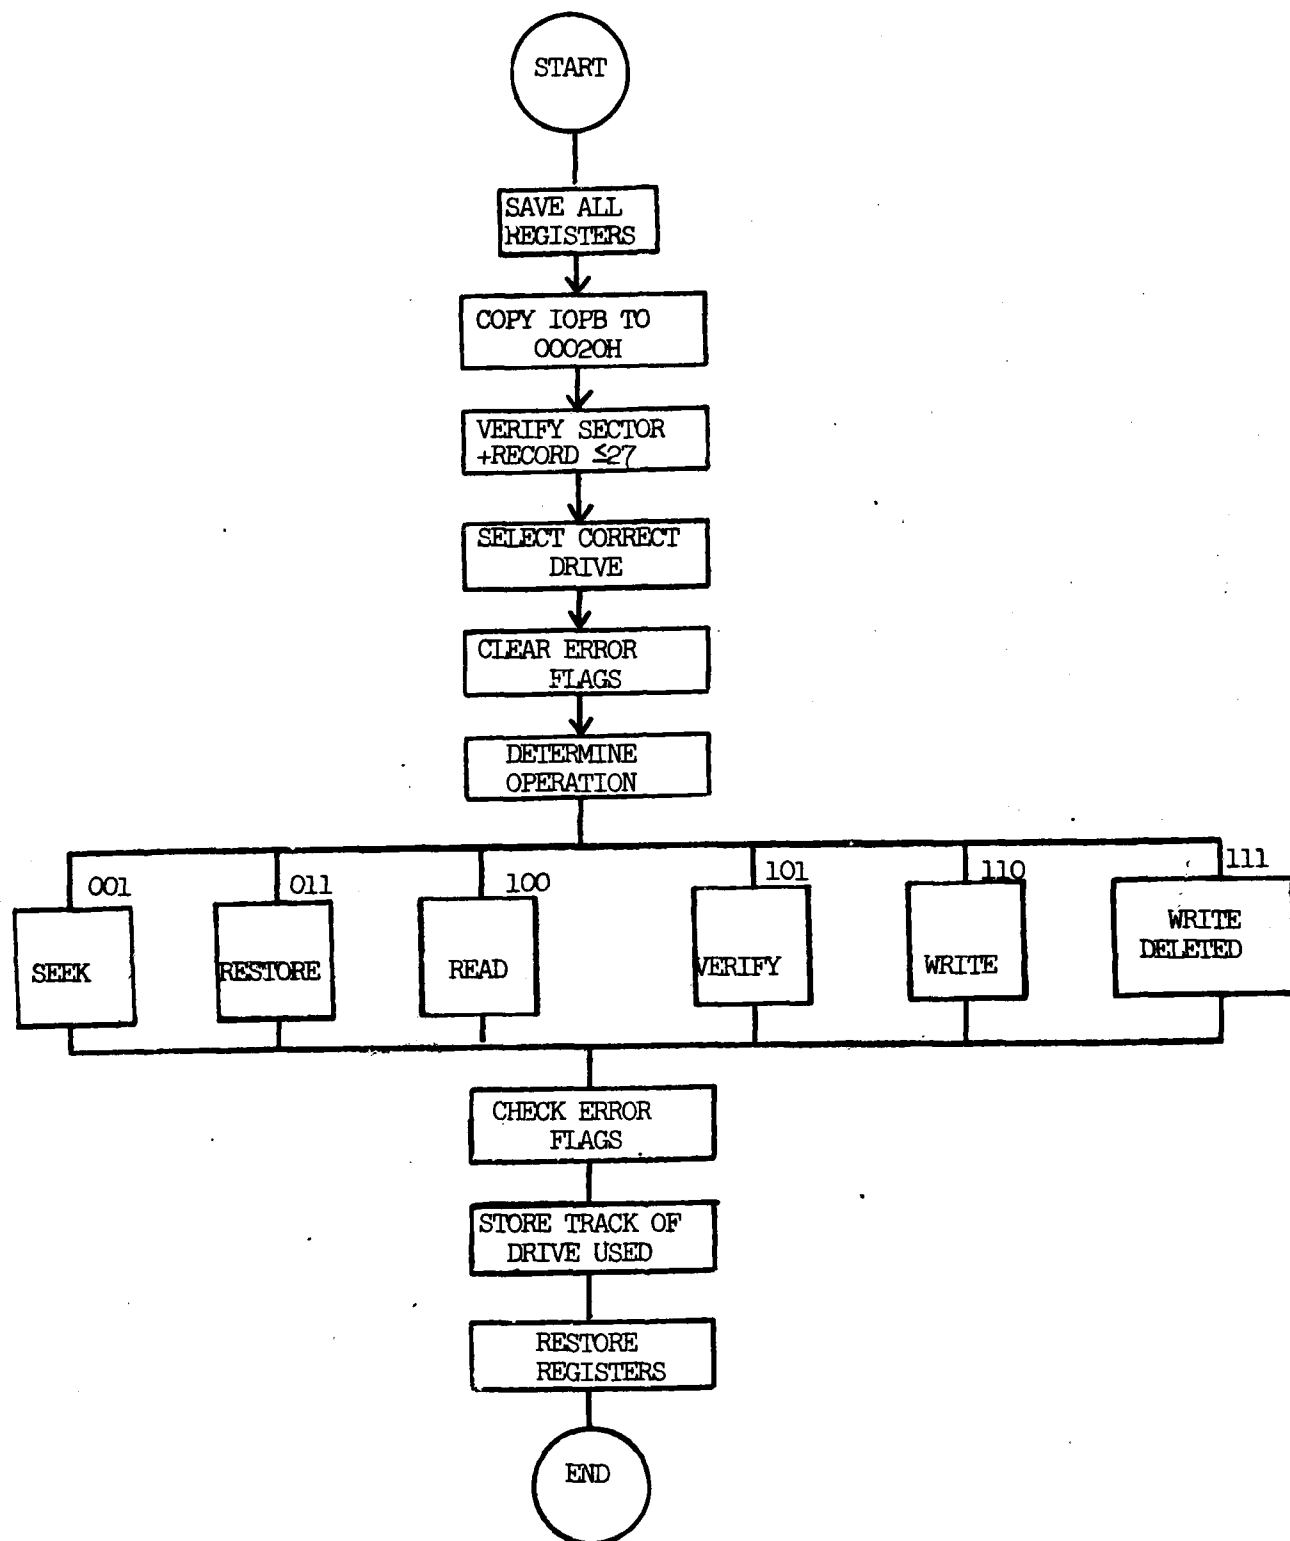 START
SAVE ALL
REGISTERS
COPY IOPB TO
00020H
VERIFY SECTOR
+RECORD ≤27
SELECT CORRECT
DRIVE
CLEAR ERROR
FLAGS
DETERMINE
OPERATION
001
011
100
101
110
111
SEEK
RESTORE
READ
VERIFY
WRITE
WRITE
DELETED
CHECK ERROR
FLAGS
STORE TRACK OF
DRIVE USED
RESTORE
REGISTERS
END